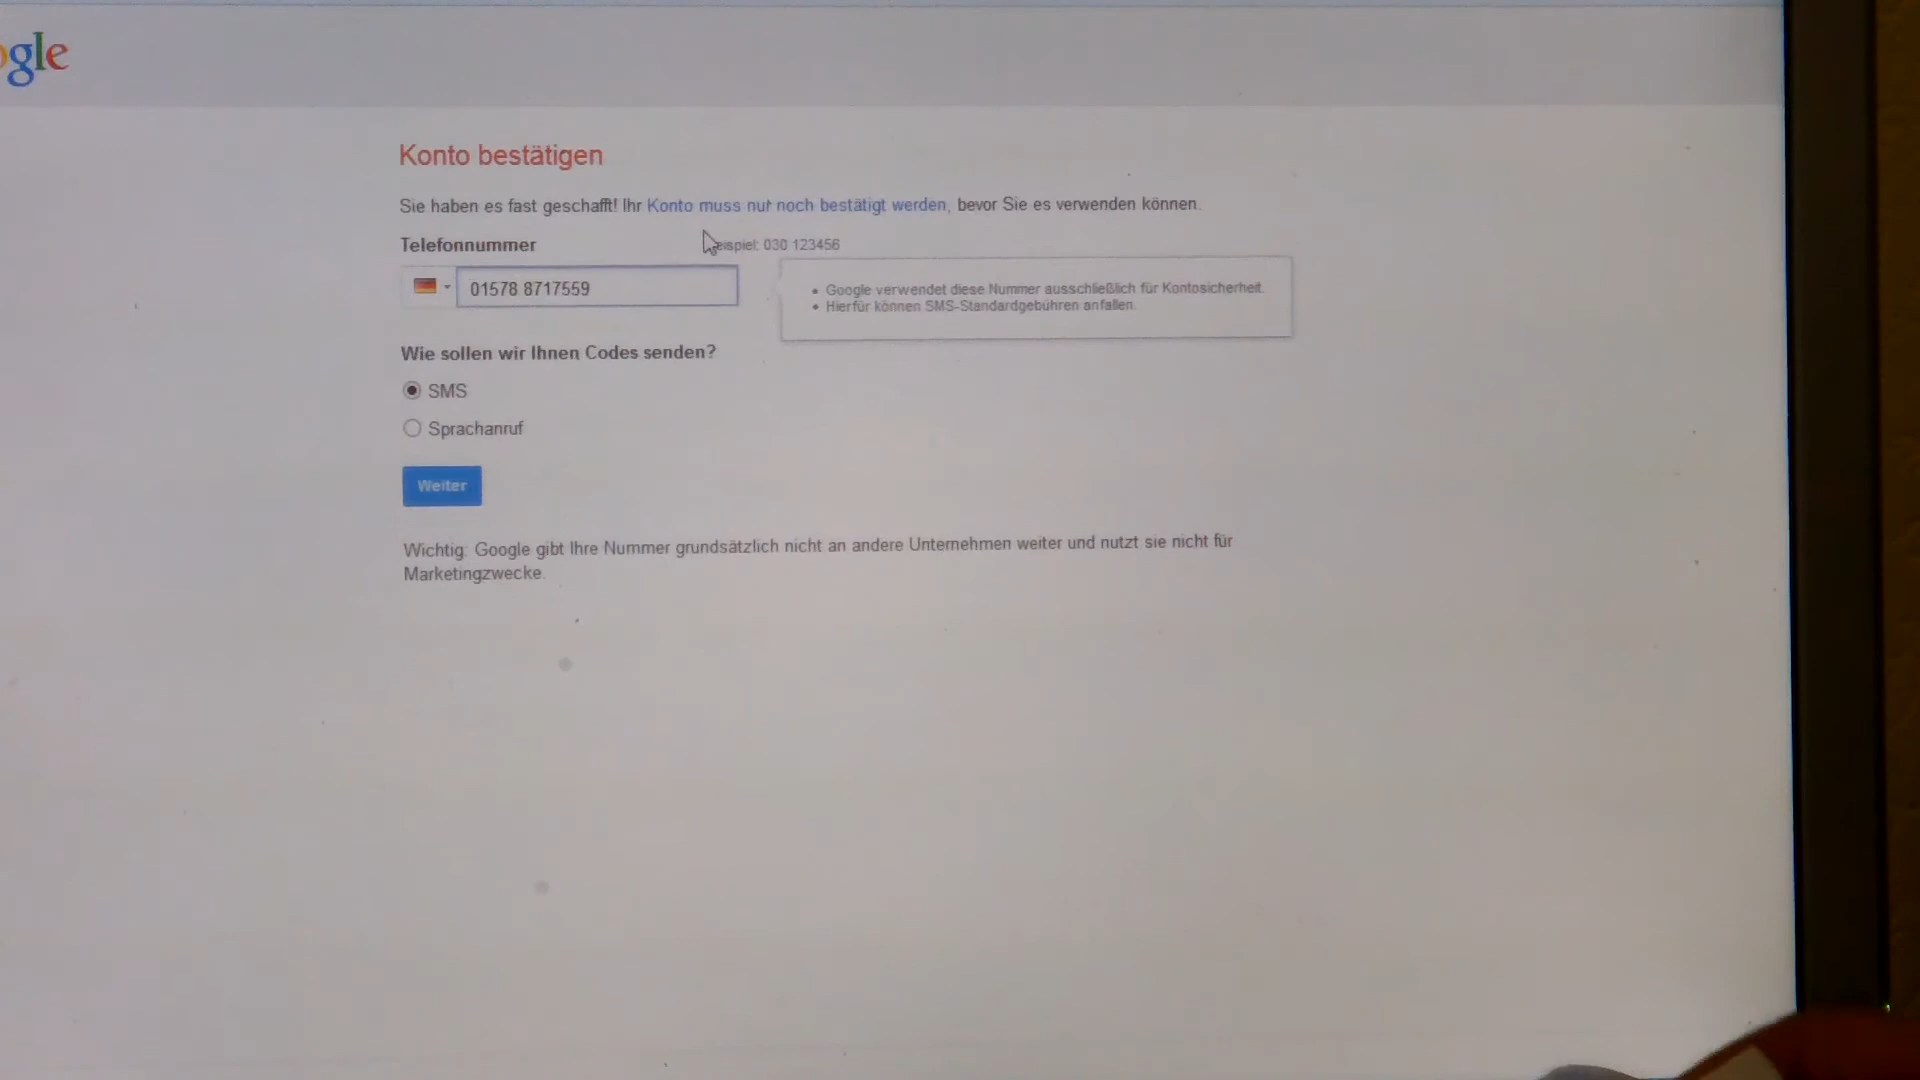 ogle
Konto bestätigen
Sie haben es fast geschafft! Ihr Konto muss nur noch bestätigt werden, bevor Sie es verwenden können.
Telefonnummer
eispiel: 030 123456
01578 8717559
• Google verwendet diese Nummer ausschließlich für Kontosicherheit.
• Hierfür können SMS-Standardgebühren anfallen.
Wie sollen wir Ihnen Codes senden?
SMS
Sprachanruf
Weiter
Wichtig: Google gibt Ihre Nummer grundsätzlich nicht an andere Unternehmen weiter und nutzt sie nicht für
Marketingzwecke.